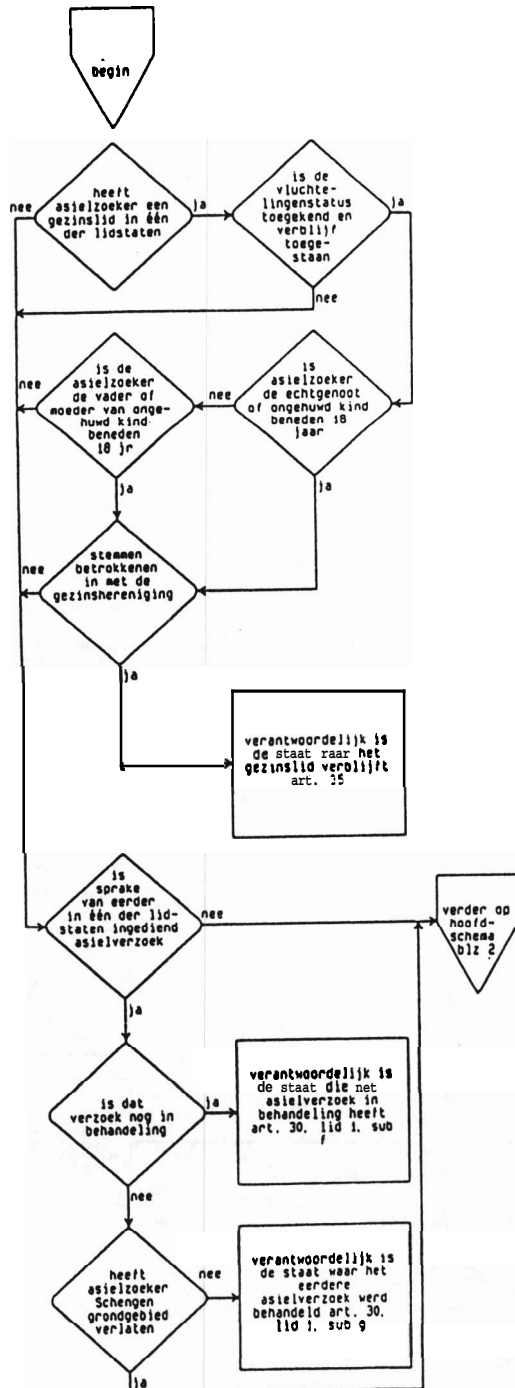 begin
heeft
asielzoeker een
gezinslid in één
der lidstaten
nee
ja
is de
vluchte-
lingenstatus
toegekend en
verblijf
toege-
staan
ja
nee
is
asielzoeker
de echtgenoot
of ongehuwd kind
beneden 18
jaar
nee
ja
is de
asielzoeker
de vader of
moeder van onge-
huwd kind
beneden
18 jr
nee
ja
stemmen
betrokkenen
in met de
gezinshereniging
nee
ja
verantwoordelijk is
de staat raar het
gezinslid verblijft
art. 35
is
sprake
van eerder
in één der lid-
staten ingediend
asielverzoek
nee
ja
verder op
hoofd-
schema
blz 2
is dat
verzoek nog in
behandeling
ja
nee
verantwoordelijk is
de staat die net
asielverzoek in
behandeling heeft
art. 30, lid 1, sub
f
heeft
asielzoeker
Schengen
grondgebied
verlaten
nee
ja
verantwoordelijk is
de staat waar het
eerdere
asielverzoek werd
behandeld art. 30,
lid 1, sub g